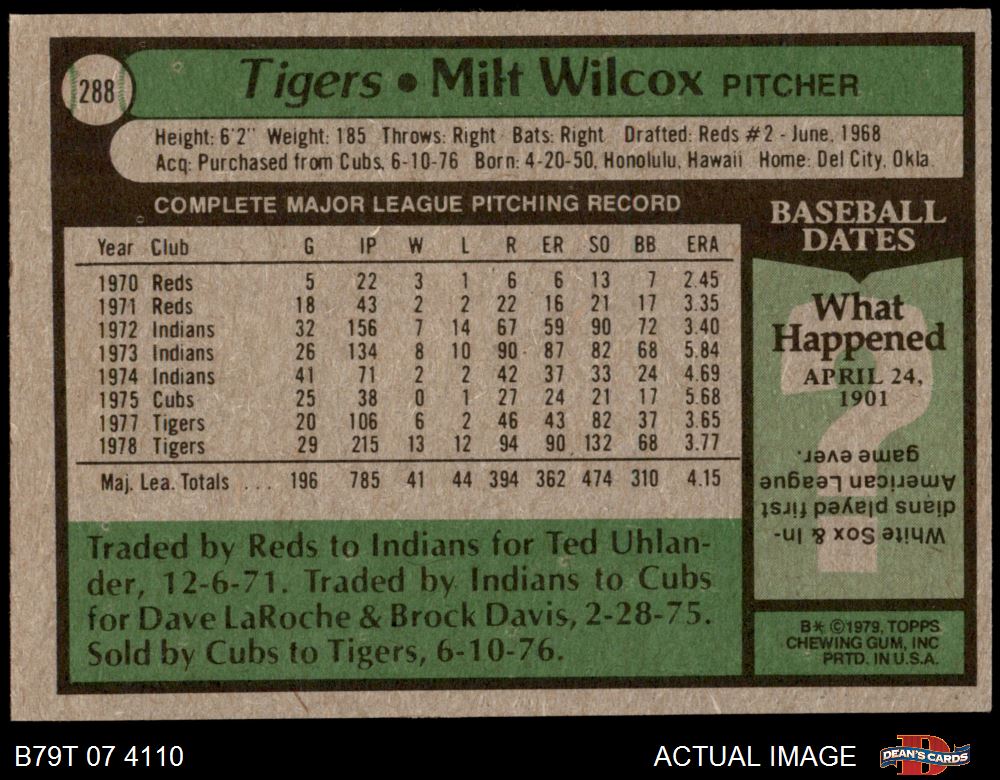 288
Tigers • Milt Wilcox PITCHER
Height: 6'2" Weight: 185 Throws: Right Bats: Right Drafted: Reds #2 - June, 1968
Acq: Purchased from Cubs, 6-10-76 Born: 4-20-50, Honolulu, Hawaii Home: Del City, Okla.
COMPLETE MAJOR LEAGUE PITCHING RECORD
Year Club G IP W L R ER SO BB ERA
1970 Reds 5 22 3 1 6 6 13 7 2.45
1971 Reds 18 43 2 2 22 16 21 17 3.35
1972 Indians 32 156 7 14 67 59 90 72 3.40
1973 Indians 26 134 8 10 90 87 82 68 5.84
1974 Indians 41 71 2 2 42 37 33 24 4.69
1975 Cubs 25 38 0 1 27 24 21 17 5.68
1977 Tigers 20 106 6 2 46 43 82 37 3.65
1978 Tigers 29 215 13 12 94 90 132 68 3.77
Maj. Lea. Totals ... 196 785 41 44 394 362 474 310 4.15
Traded by Reds to Indians for Ted Uhlan-
der, 12-6-71. Traded by Indians to Cubs
for Dave LaRoche & Brock Davis, 2-28-75.
Sold by Cubs to Tigers, 6-10-76.
BASEBALL
DATES
What
Happened
APRIL 24,
1901
?
White Sox & In-
dians played first
American League
game ever.
B* ©1979, TOPPS
CHEWING GUM, INC
PRTD. IN U.S.A.
B79T 07 4110
ACTUAL IMAGE
DEAN'S CARDS